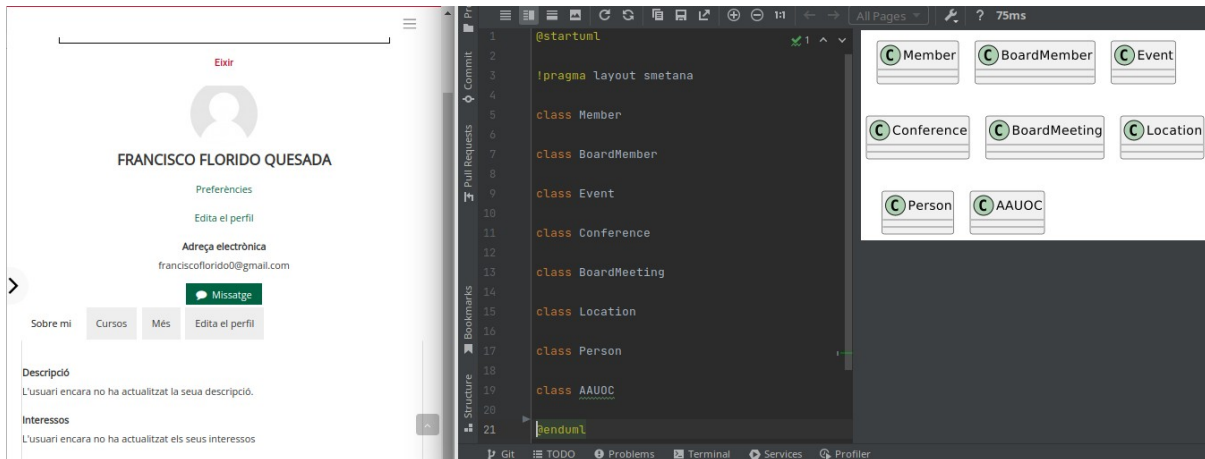 Eixir
FRANCISCO FLORIDO QUESADA
Preferències
Edita el perfil
Adreça electrònica
franciscoflorido0@gmail.com
Missatge
Sobre mi Cursos Més Edita el perfil
Descripció
L'usuari encara no ha actualitzat la seua descripció.
Interessos
L'usuari encara no ha actualitzat els seus interessos
Commit
Pull Requests
Bookmarks
Structure
1:1 All Pages ? 75ms
1 @startuml
1
2
3 !pragma layout smetana
4
5 class Member
6
7 class BoardMember
8
9 class Event
10
11 class Conference
12
13 class BoardMeeting
14
15 class Location
16
17 class Person
18
19 class AAUOC
20
21 @enduml
C Member C BoardMember C Event
C Conference C BoardMeeting C Location
C Person C AAUOC
Git TODO Problems Terminal Services Profiler